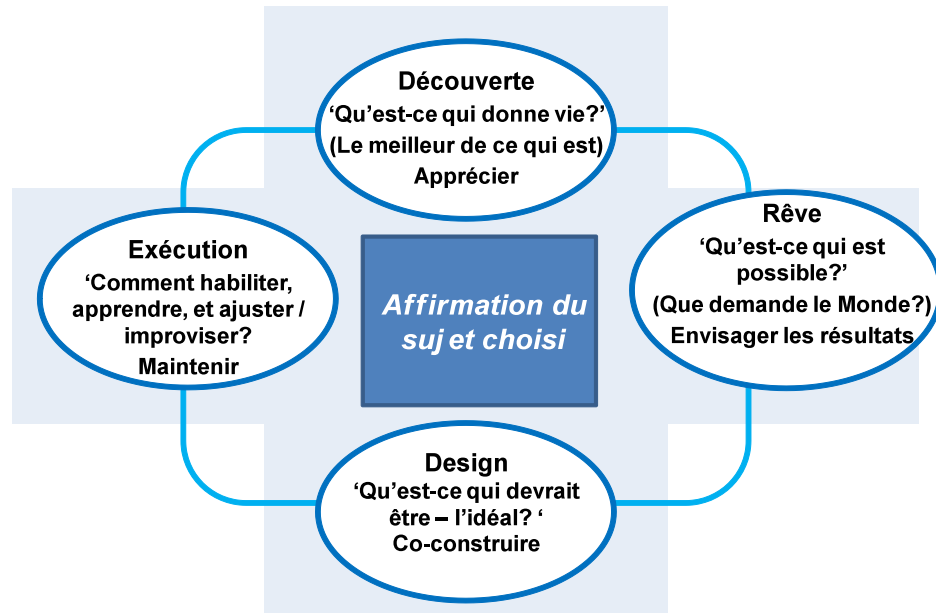 Découverte
‘Qu’est-ce qui donne vie?’
(Le meilleur de ce qui est)
Apprécier
Rêve
‘Qu’est-ce qui est
possible?’
(Que demande le Monde?)
Envisager les résultats
Exécution
‘Comment habiliter,
apprendre, et ajuster /
improviser?
Maintenir
Affirmation du
suj et choisi
Design
‘Qu’est-ce qui devrait
être – l’idéal? ‘
Co-construire